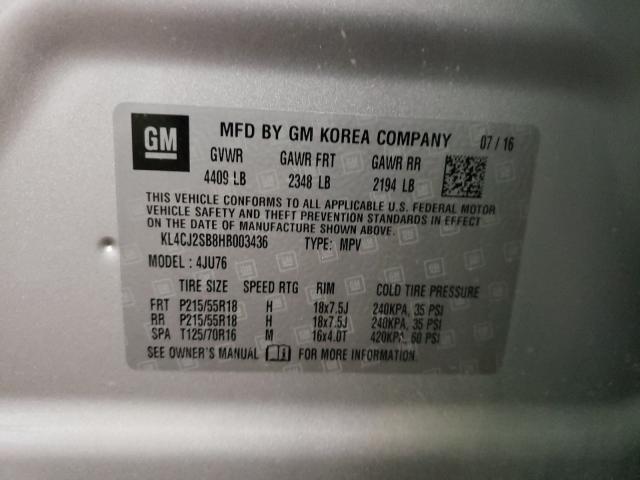 GM MFD BY GM KOREA COMPANY 07 / 16
GVWR GAWR FRT GAWR RR
4409 LB 2348 LB 2194 LB
THIS VEHICLE CONFORMS TO ALL APPLICABLE U.S. FEDERAL MOTOR
VEHICLE SAFETY AND THEFT PREVENTION STANDARDS IN EFFECT
ON THE DATE OF MANUFACTURE SHOWN ABOVE.
KL4CJ2SB8HB003436 TYPE: MPV
MODEL : 4JU76
TIRE SIZE SPEED RTG RIM COLD TIRE PRESSURE
FRT P215/55R18 H 18x7.5J 240KPA, 35 PSI
RR P215/55R18 H 18x7.5J 240KPA, 35 PSI
SPA T125/70R16 M 16x4.0T 420KPA, 60 PSI
SEE OWNER'S MANUAL FOR MORE INFORMATION.